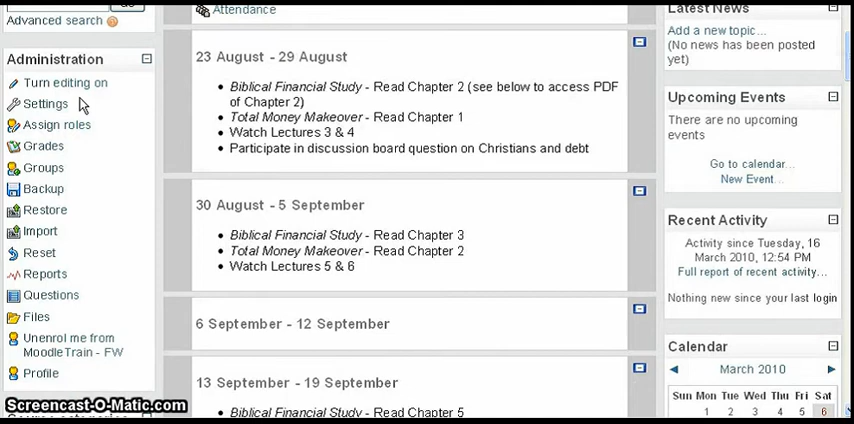 Go
Advanced search
Administration
Turn editing on
Settings
Assign roles
Grades
Groups
Backup
Restore
Import
Reset
Reports
Questions
Files
Unenrol me from
MoodleTrain - FW
Profile
Attendance
23 August - 29 August
Biblical Financial Study - Read Chapter 2 (see below to access PDF
of Chapter 2)
Total Money Makeover - Read Chapter 1
Watch Lectures 3 & 4
Participate in discussion board question on Christians and debt
30 August - 5 September
Biblical Financial Study - Read Chapter 3
Total Money Makeover - Read Chapter 2
Watch Lectures 5 & 6
6 September - 12 September
13 September - 19 September
Biblical Financial Study - Read Chapter 5
Latest News
Add a new topic...
(No news has been posted
yet)
Upcoming Events
There are no upcoming
events
Go to calendar...
New Event...
Recent Activity
Activity since Tuesday, 16
March 2010, 12:54 PM
Full report of recent activity...
Nothing new since your last login
Calendar
March 2010
Sun Mon Tue Wed Thu Fri Sat
1 2 3 4 5 6
Screencast-O-Matic.com